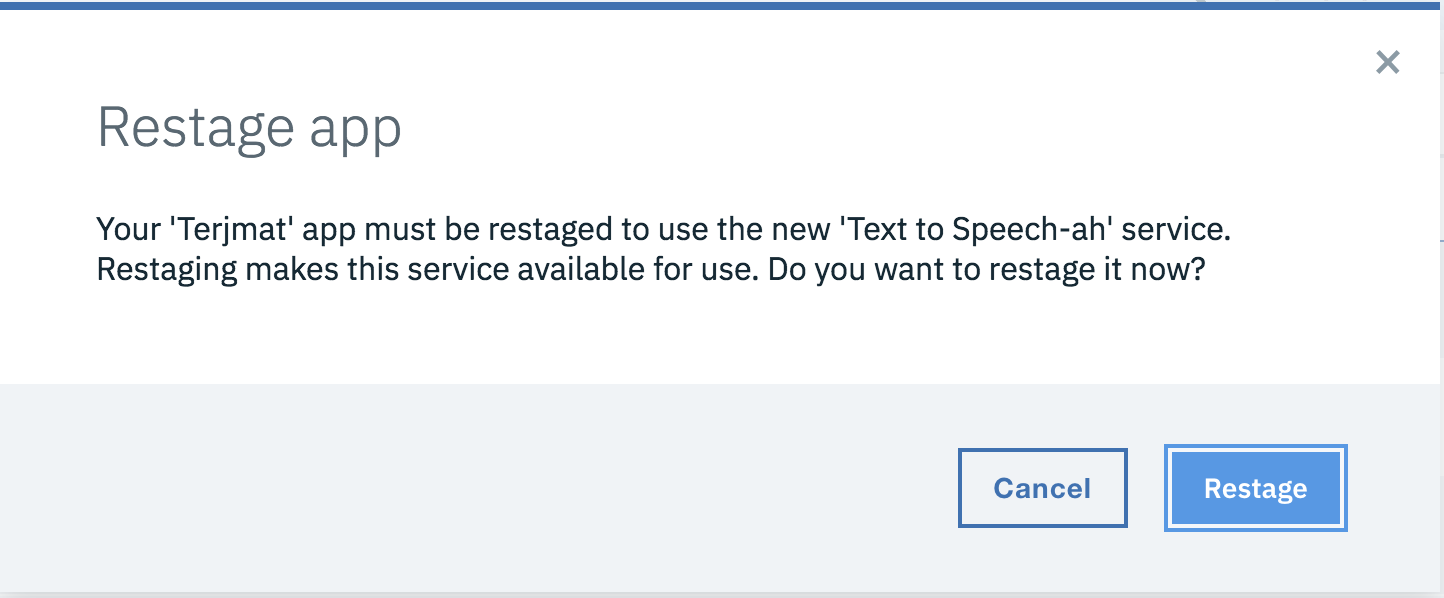 Restage app
Your 'Terjmat' app must be restaged to use the new 'Text to Speech-ah' service.
Restaging makes this service available for use. Do you want to restage it now?
Cancel
Restage